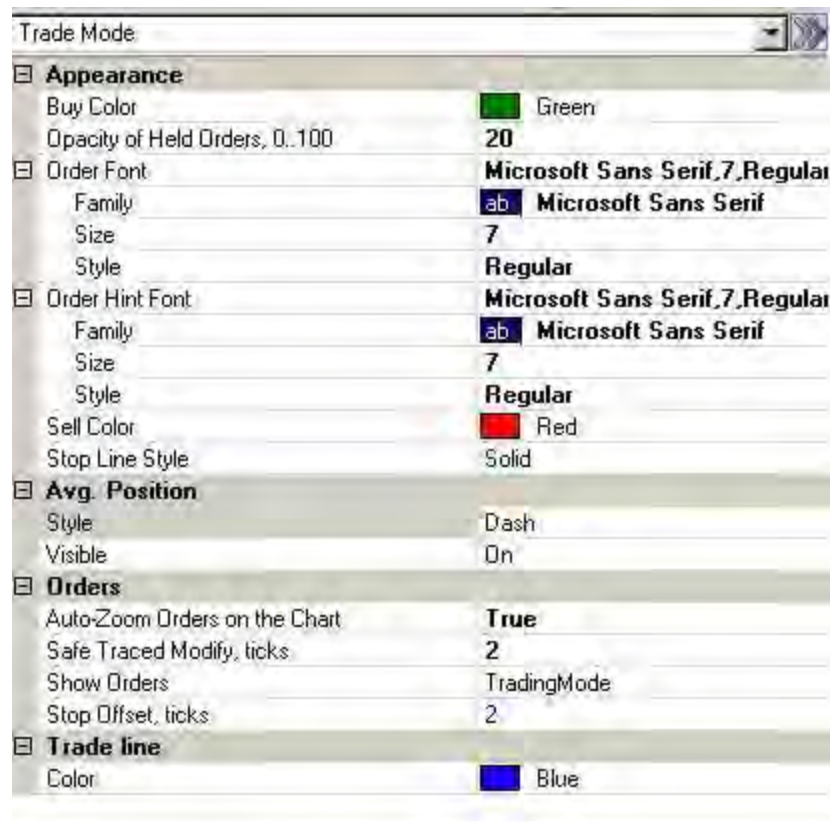 Trade Mode
Appearance
Buy Color Green
Opacity of Held Orders, 0..100 20
Order Font Microsoft Sans Serif,7,Regular
Family ab Microsoft Sans Serif
Size 7
Style Regular
Order Hint Font Microsoft Sans Serif,7,Regular
Family ab Microsoft Sans Serif
Size 7
Style Regular
Sell Color Red
Stop Line Style Solid
Avg. Position
Style Dash
Visible On
Orders
Auto-Zoom Orders on the Chart True
Safe Traced Modify, ticks 2
Show Orders TradingMode
Stop Offset, ticks 2
Trade line
Color Blue